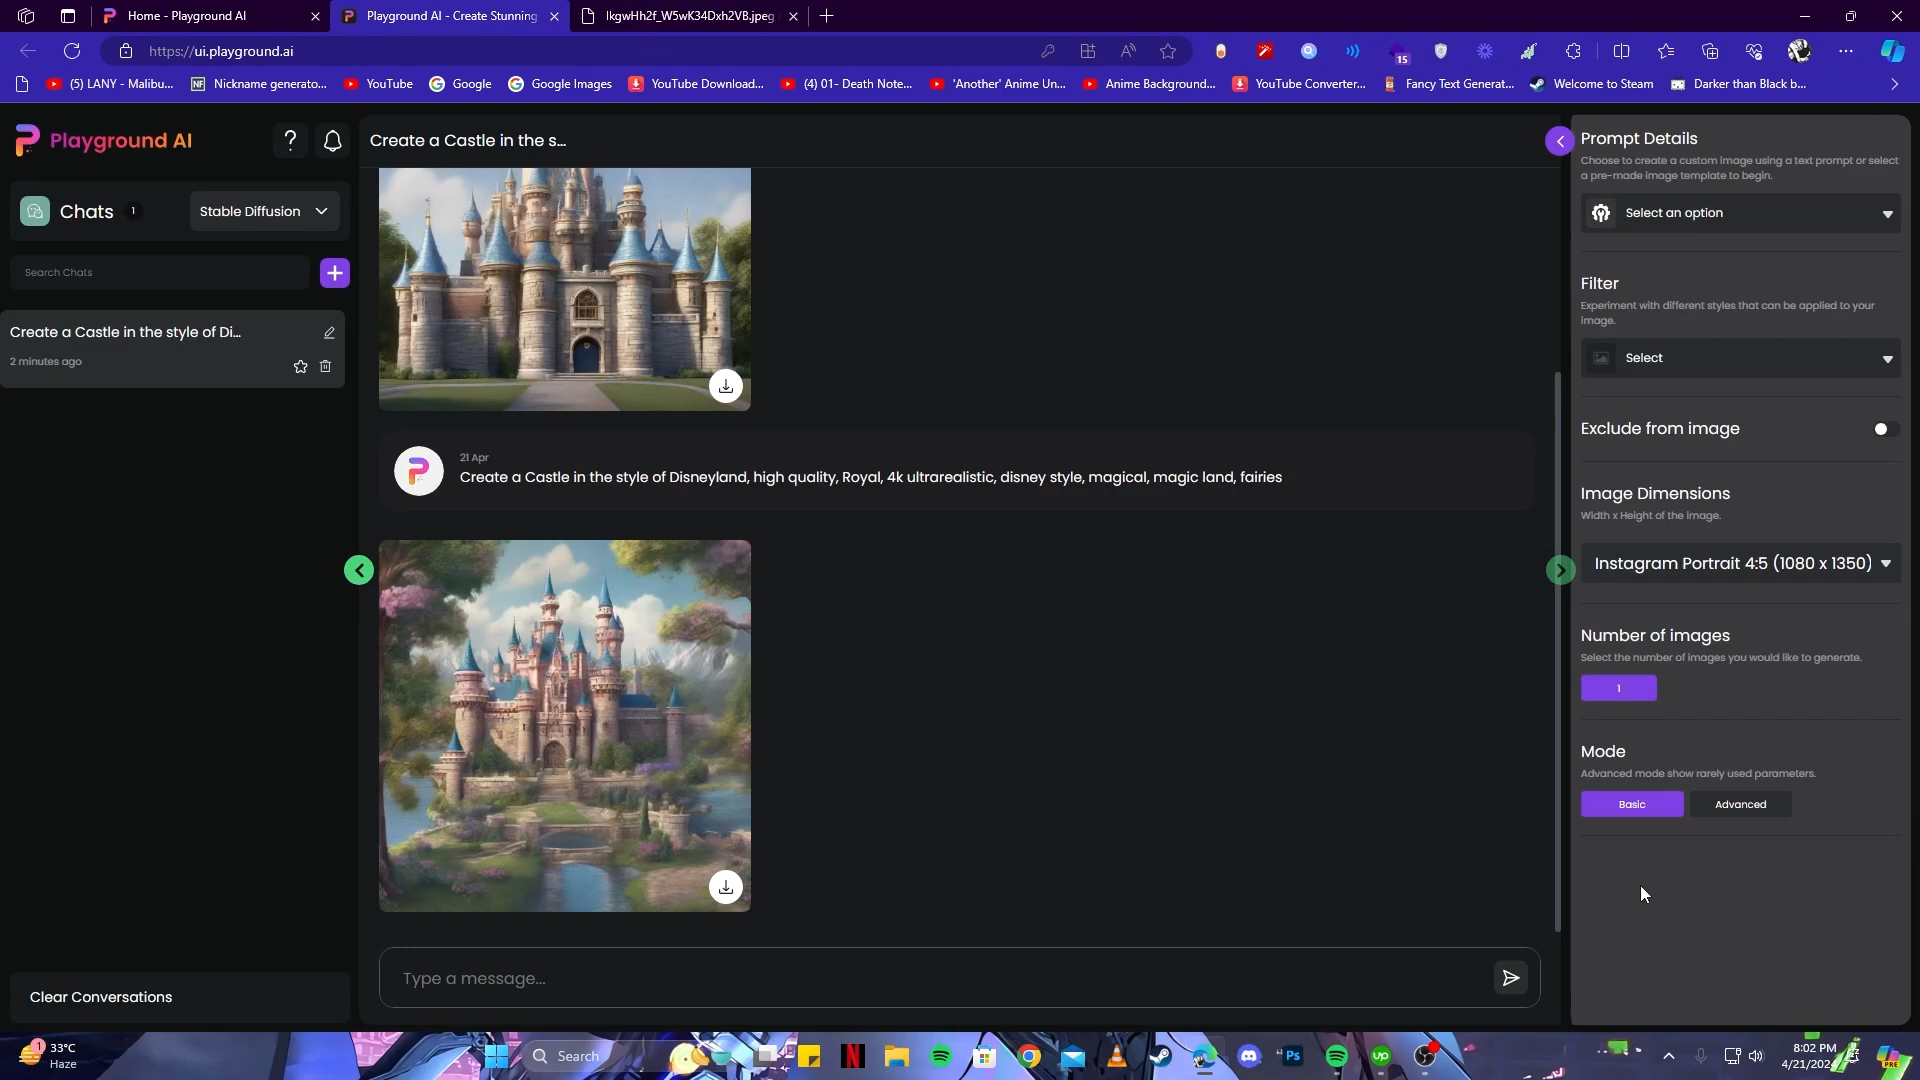 Home - Playground AI
Playground AI - Create Stunning
IkgwHh2f_W5wK34Dxh2VB.jpeg
https://ui.playground.ai
15
(5) LANY - Malibu...
Nickname generato...
YouTube
Google
Google Images
YouTube Download...
(4) 01- Death Note...
'Another' Anime Un...
Anime Background...
YouTube Converter...
Fancy Text Generat...
Welcome to Steam
Darker than Black b...
Playground AI
?
Create a Castle in the s...
Chats 1
Stable Diffusion
Search Chats
Create a Castle in the style of Di...
2 minutes ago
21 Apr
Create a Castle in the style of Disneyland, high quality, Royal, 4k ultrarealistic, disney style, magical, magic land, fairies
Type a message...
Clear Conversations
Prompt Details
Choose to create a custom image using a text prompt or select
a pre-made image template to begin.
Select an option
Filter
Experiment with different styles that can be applied to your
image.
Select
Exclude from image
Image Dimensions
Width x Height of the image.
Instagram Portrait 4:5 (1080 x 1350)
Number of images
Select the number of images you would like to generate.
1
Mode
Advanced mode show rarely used parameters.
Basic
Advanced
1
33°C
Haze
Search
N
Ps
up
8:02 PM
PRE